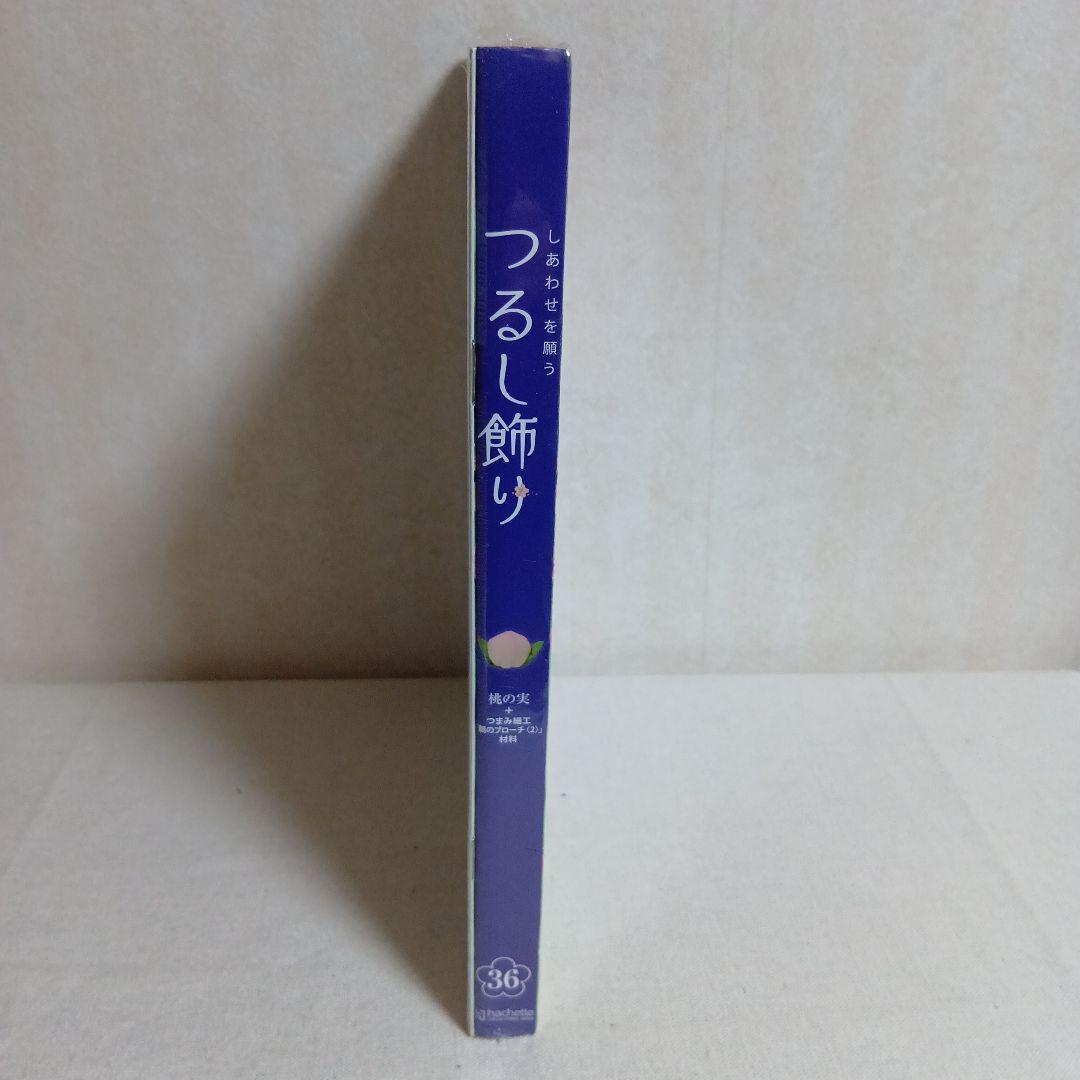 しあわせを願う
つるし飾り
桃の実
+
つまみ細工
のブローチ〈2〉」
材料
36
hachette